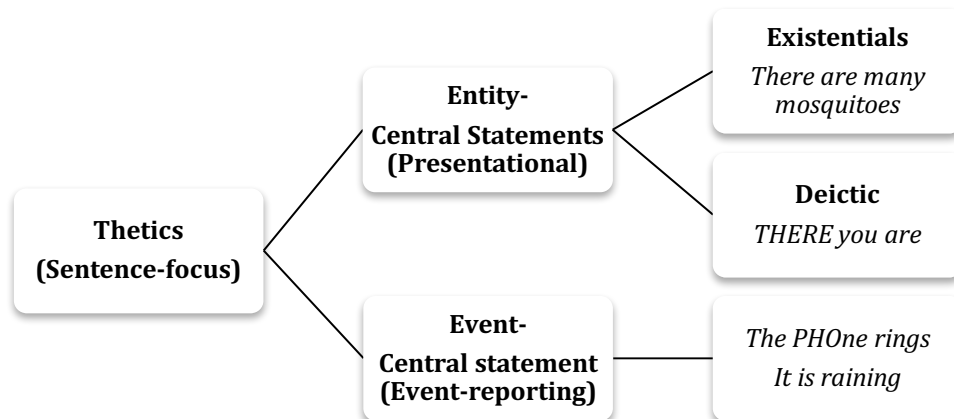 Thetics
(Sentence-focus)
Entity-
Central Statements
(Presentational)
Existentials
There are many
mosquitoes
Deictic
THERE you are
Event-
Central statement
(Event-reporting)
The PHOne rings
It is raining